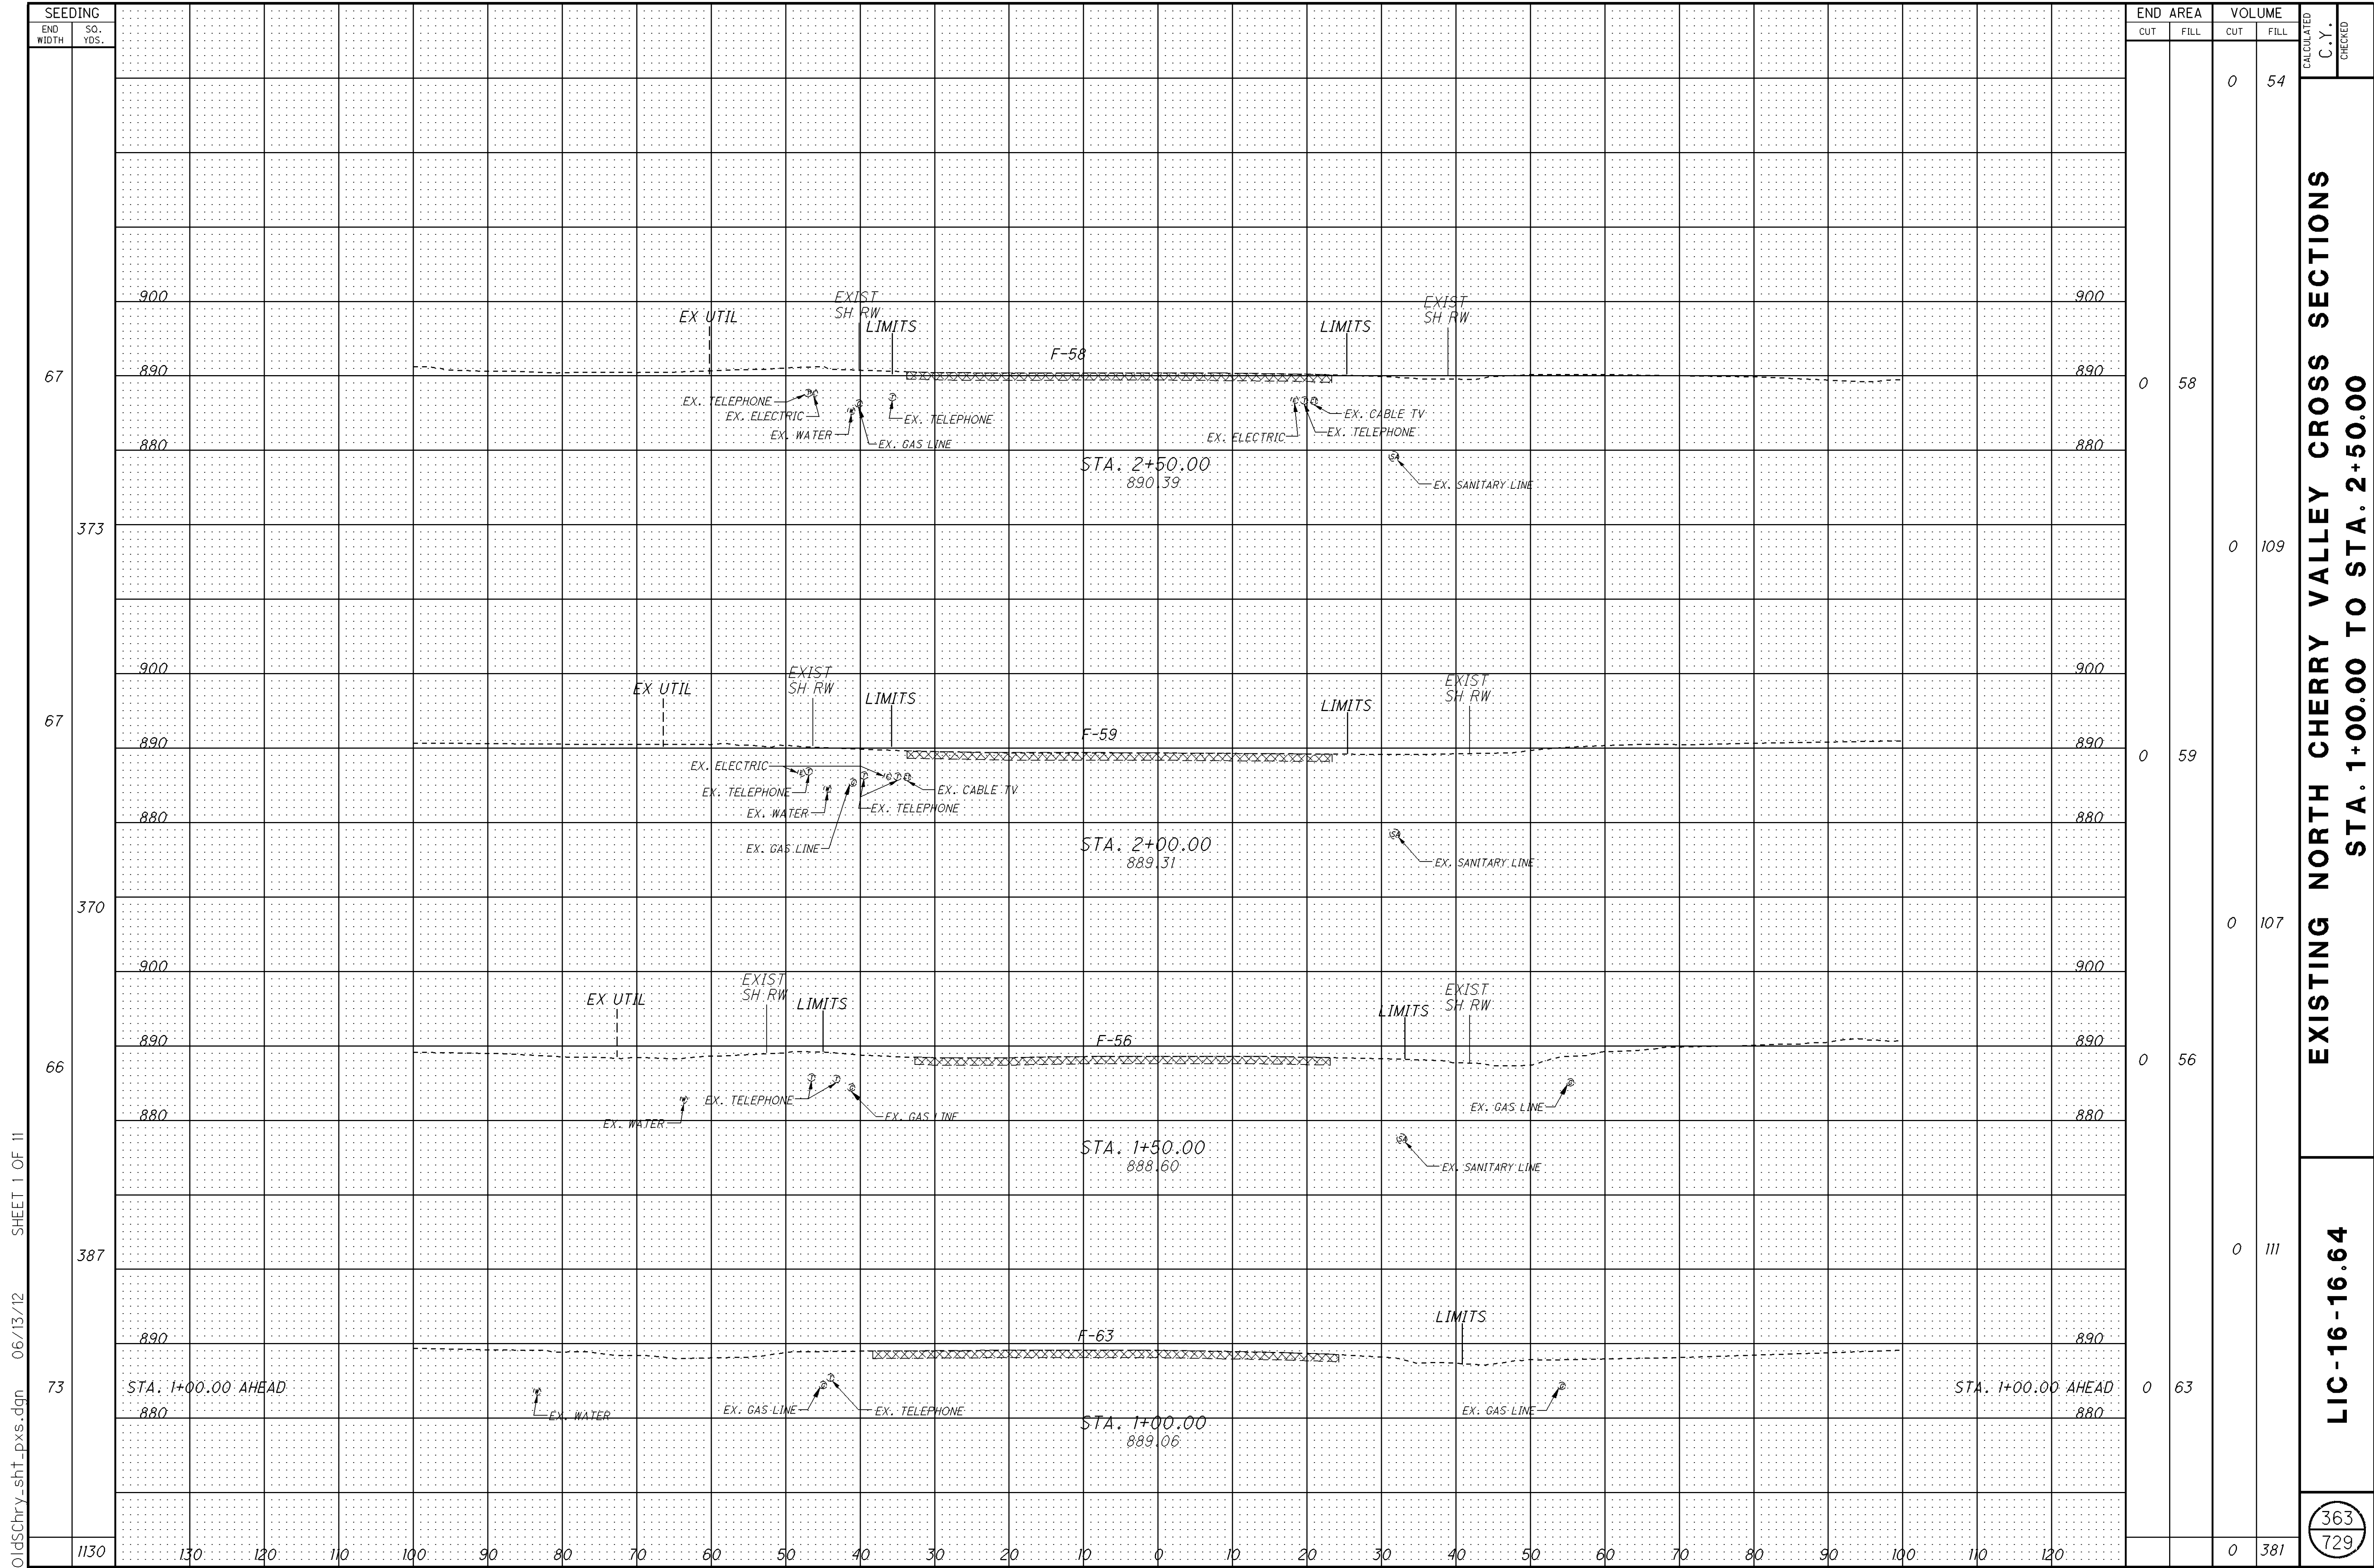 SEEDING
END WIDTH
SQ. YDS.
END AREA
VOLUME
CUT
FILL
CUT
FILL
CALCULATED
C.Y.
CHECKED
0 54
900
EX UTIL
EXIST
SH RW
LIMITS
LIMITS
EXIST
SH RW
900
67
890
F-58
890
0 58
EX. TELEPHONE
EX. ELECTRIC
EX. WATER
EX. GAS LINE
EX. TELEPHONE
EX. ELECTRIC
EX. CABLE TV
EX. TELEPHONE
880
880
STA. 2+50.00
890.39
EX. SANITARY LINE
373
0 109
900
EX UTIL
EXIST
SH RW
LIMITS
LIMITS
EXIST
SH RW
900
67
890
F-59
890
0 59
EX. ELECTRIC
EX. TELEPHONE
EX. WATER
EX. GAS LINE
EX. CABLE TV
EX. TELEPHONE
880
880
STA. 2+00.00
889.31
EX. SANITARY LINE
370
0 107
900
EX UTIL
EXIST
SH RW
LIMITS
LIMITS
EXIST
SH RW
900
66
890
F-56
890
0 56
EX. WATER
EX. TELEPHONE
EX. GAS LINE
EX. GAS LINE
880
880
STA. 1+50.00
888.60
EX. SANITARY LINE
387
0 111
LIMITS
890
F-63
890
73
STA. 1+00.00 AHEAD
STA. 1+00.00 AHEAD
0 63
EX. WATER
EX. GAS LINE
EX. TELEPHONE
EX. GAS LINE
880
880
STA. 1+00.00
889.06
1130
130 120 110 100 90 80 70 60 50 40 30 20 10 0 10 20 30 40 50 60 70 80 90 100 110 120
0 381
EXISTING NORTH CHERRY VALLEY CROSS SECTIONS
STA. 1+00.00 TO STA. 2+50.00
LIC-16-16.64
363
729
OldSChry_sht_pxs.dgn 06/13/12 SHEET 1 OF 11